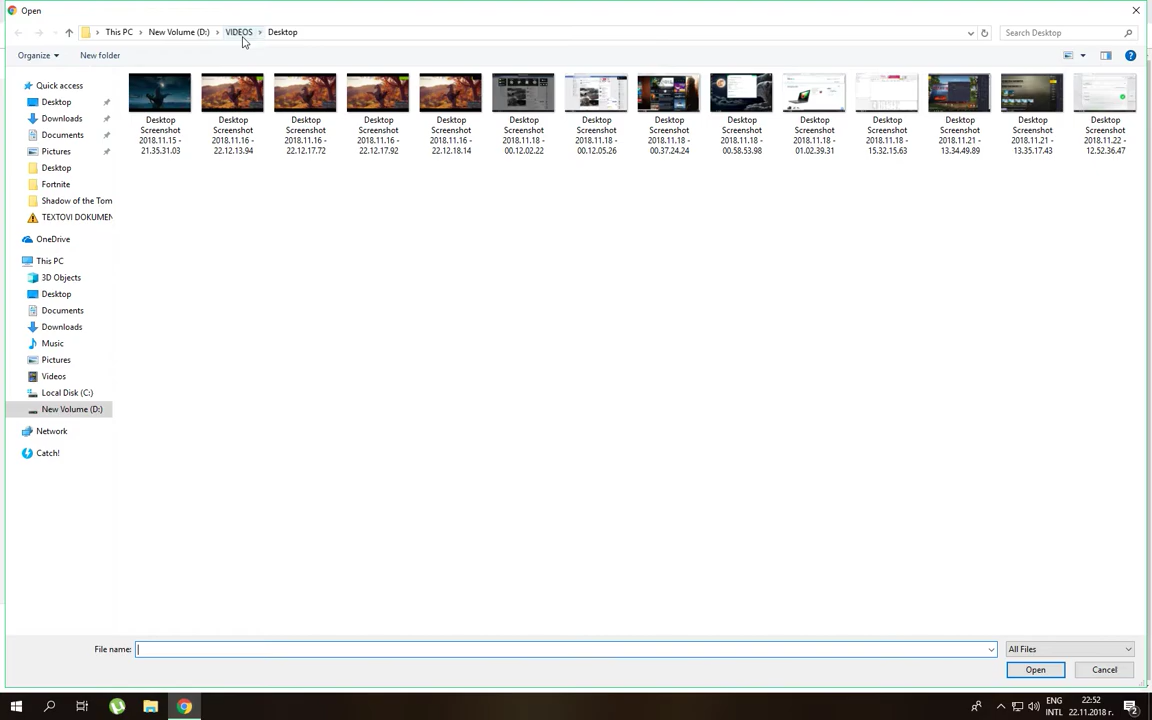 Open
This PC
New Volume (D:)
VIDEOS
Desktop
Search Desktop
Organize
New folder
Quick access
Desktop
Downloads
Documents
Pictures
Desktop
Fortnite
Shadow of the Tom
TEXTOVI DOKUMEN
OneDrive
This PC
3D Objects
Desktop
Documents
Downloads
Music
Pictures
Videos
Local Disk (C:)
New Volume (D:)
Network
Catch!
Desktop
Screenshot
2018.11.15 -
21.35.31.03
Desktop
Screenshot
2018.11.16 -
22.12.13.94
Desktop
Screenshot
2018.11.16 -
22.12.17.72
Desktop
Screenshot
2018.11.16 -
22.12.17.92
Desktop
Screenshot
2018.11.16 -
22.12.18.14
Desktop
Screenshot
2018.11.18 -
00.12.02.22
Desktop
Screenshot
2018.11.18 -
00.12.05.26
Desktop
Screenshot
2018.11.18 -
00.37.24.24
Desktop
Screenshot
2018.11.18 -
00.58.53.98
Desktop
Screenshot
2018.11.18 -
01.02.39.31
Desktop
Screenshot
2018.11.18 -
15.32.15.63
Desktop
Screenshot
2018.11.21 -
13.34.49.89
Desktop
Screenshot
2018.11.21 -
13.35.17.43
Desktop
Screenshot
2018.11.22 -
12.52.36.47
File name:
All Files
Open
Cancel
ENG
INTL
22:52
22.11.2018 г.
2